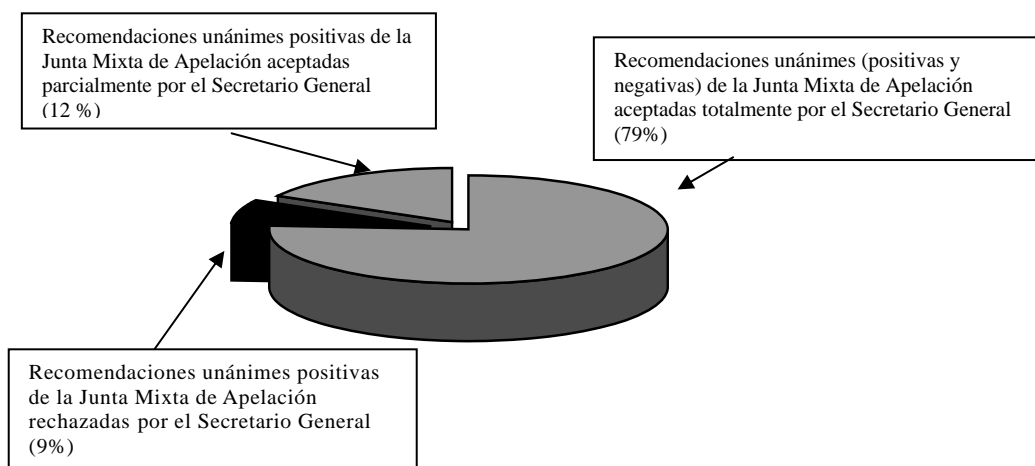 Recomendaciones unánimes positivas de la
Junta Mixta de Apelación aceptadas
parcialmente por el Secretario General
(12 %)
Recomendaciones unánimes (positivas y
negativas) de la Junta Mixta de Apelación
aceptadas totalmente por el Secretario General
(79%)
Recomendaciones unánimes positivas
de la Junta Mixta de Apelación
rechazadas por el Secretario General
(9%)